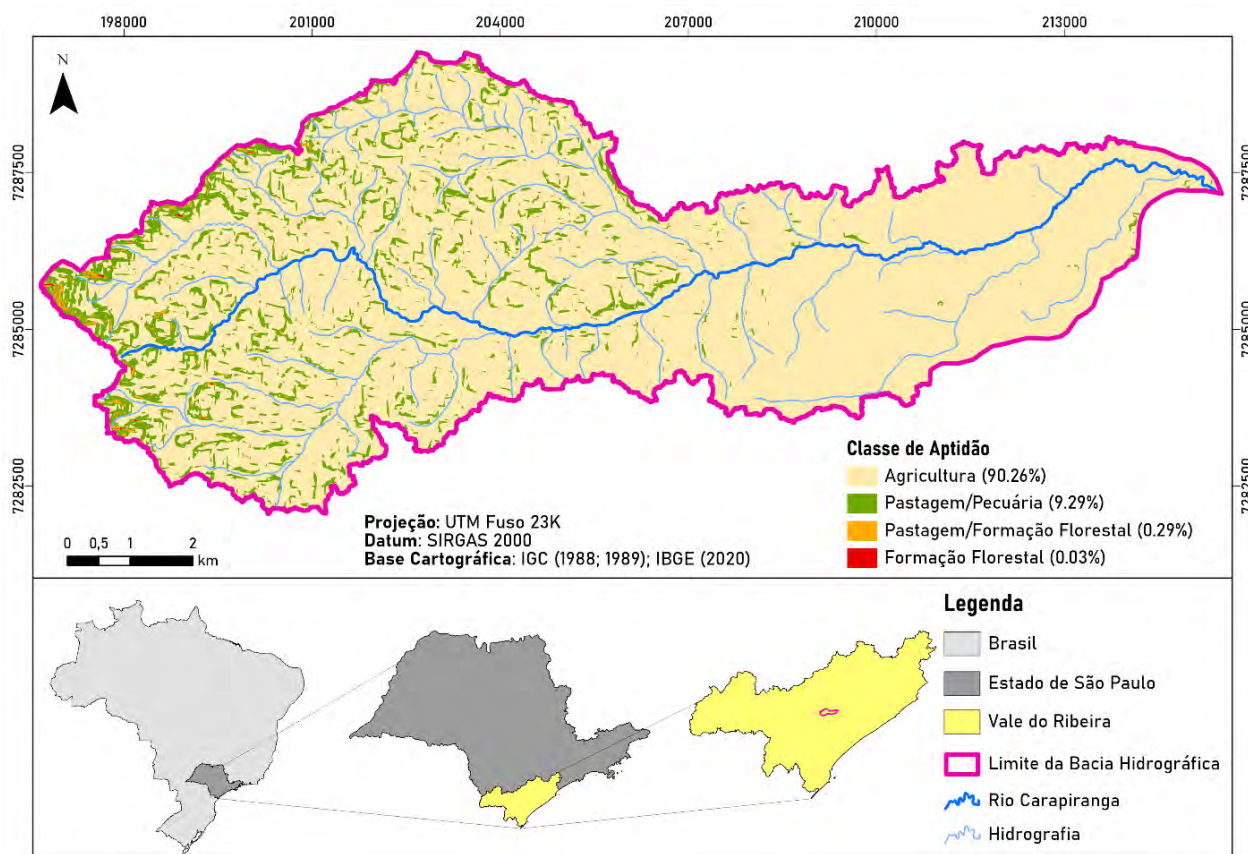 198000 201000 204000 207000 210000 213000
N
7287500 7287500
7285000 7285000
7282500 7282500
Classe de Aptidão
Agricultura (90.26%)
Pastagem/Pecuária (9.29%)
Pastagem/Formação Florestal (0.29%)
Formação Florestal (0.03%)
Projeção: UTM Fuso 23K
Datum: SIRGAS 2000
Base Cartográfica: IGC (1988; 1989); IBGE (2020)
0 0,5 1 2
km
Legenda
Brasil
Estado de São Paulo
Vale do Ribeira
Limite da Bacia Hidrográfica
Rio Carapiranga
Hidrografia